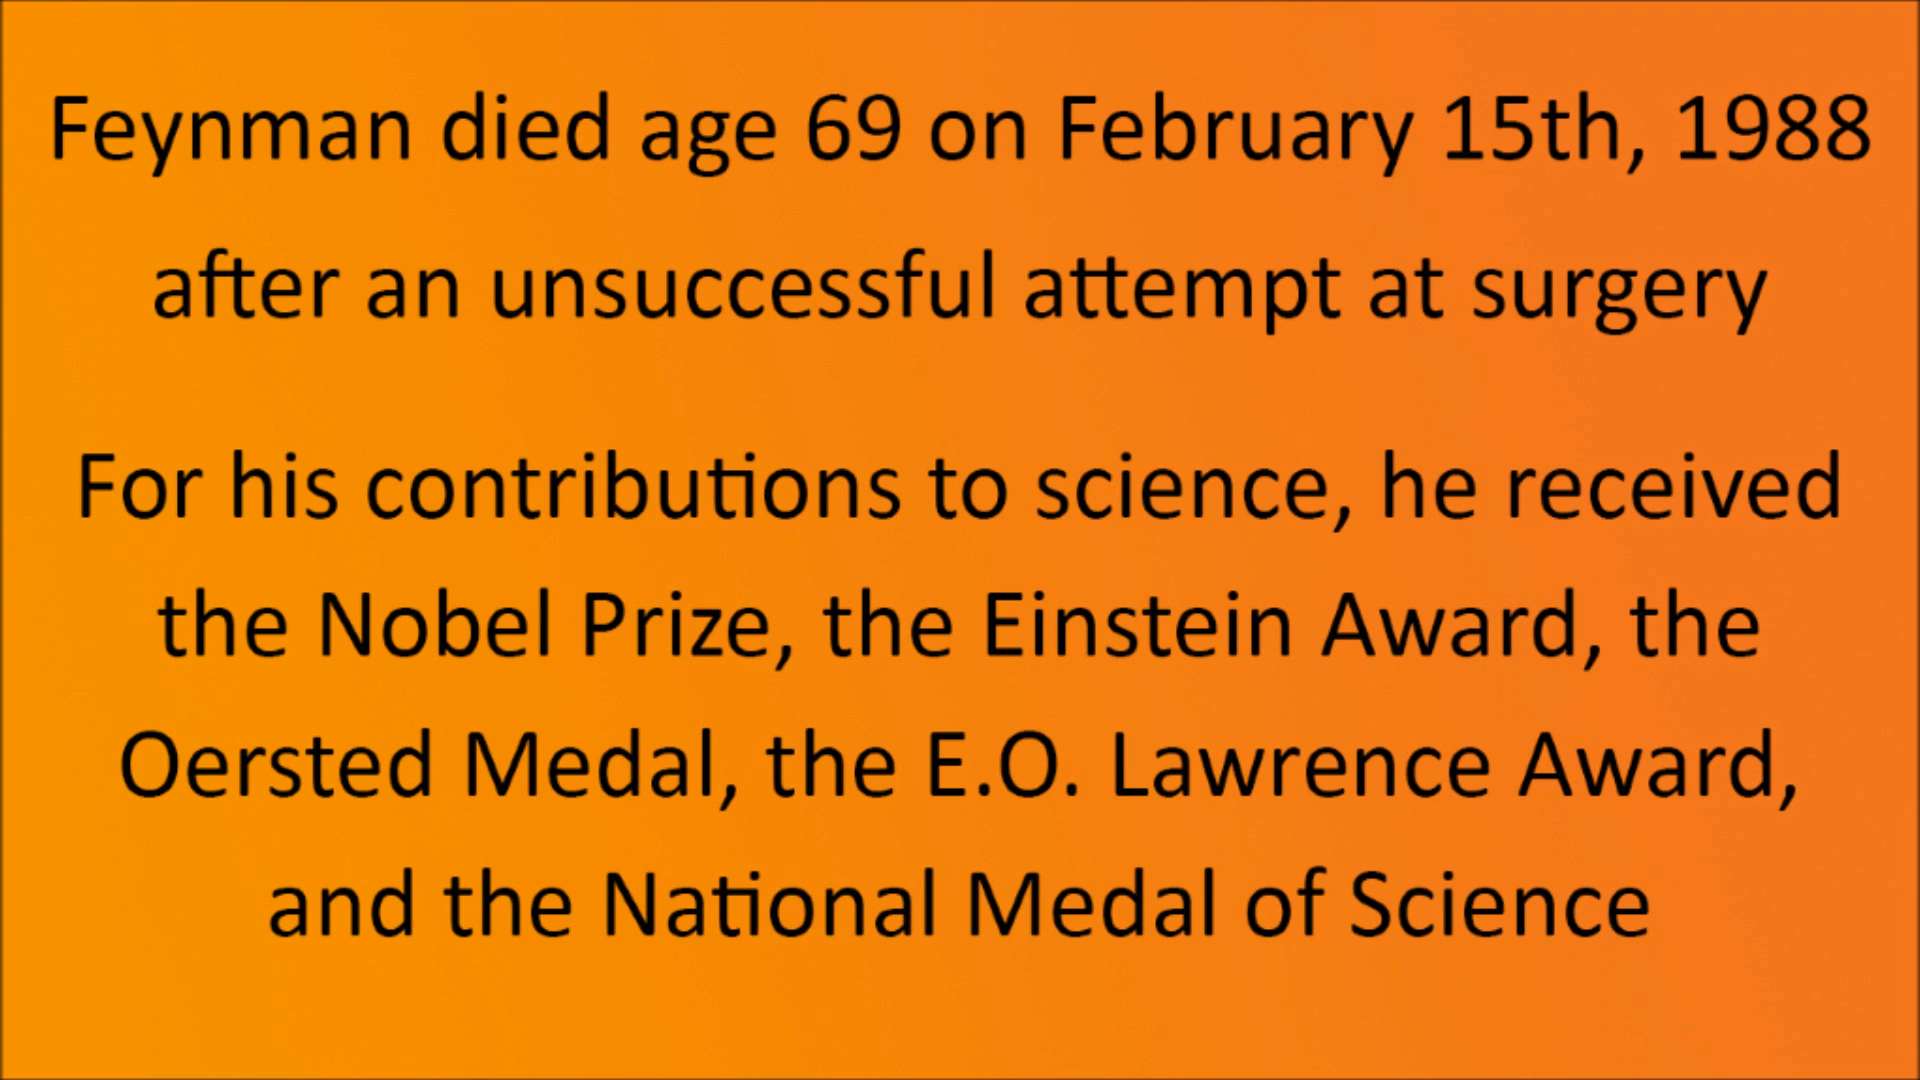 Feynman died age 69 on February 15th, 1988
after an unsuccessful attempt at surgery
For his contributions to science, he received
the Nobel Prize, the Einstein Award, the
Oersted Medal, the E.O. Lawrence Award,
and the National Medal of Science